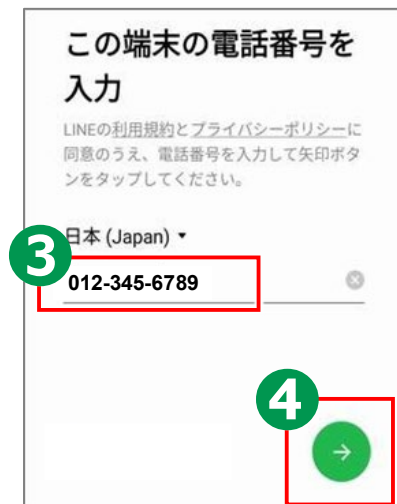 この端末の電話番号を
入力
LINEの利用規約とプライバシーポリシーに
同意のうえ、電話番号を入力して矢印ボタ
ンをタップしてください。
日本 (Japan)
3
012-345-6789
4